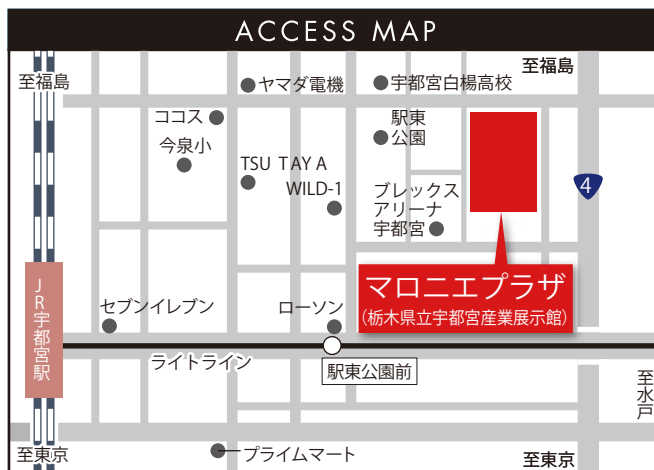 ACCESS MAP
至福島
至福島
ヤマダ電機
宇都宮白楊高校
ココス
今泉小
駅東
公園
TSU TAY A
WILD-1
ブレックス
アリーナ
宇都宮
4
マロニエプラザ
(栃木県立宇都宮産業展示館)
JR宇都宮駅
セブンイレブン
ローソン
ライトライン
駅東公園前
至水戸
至東京
プライムマート
至東京